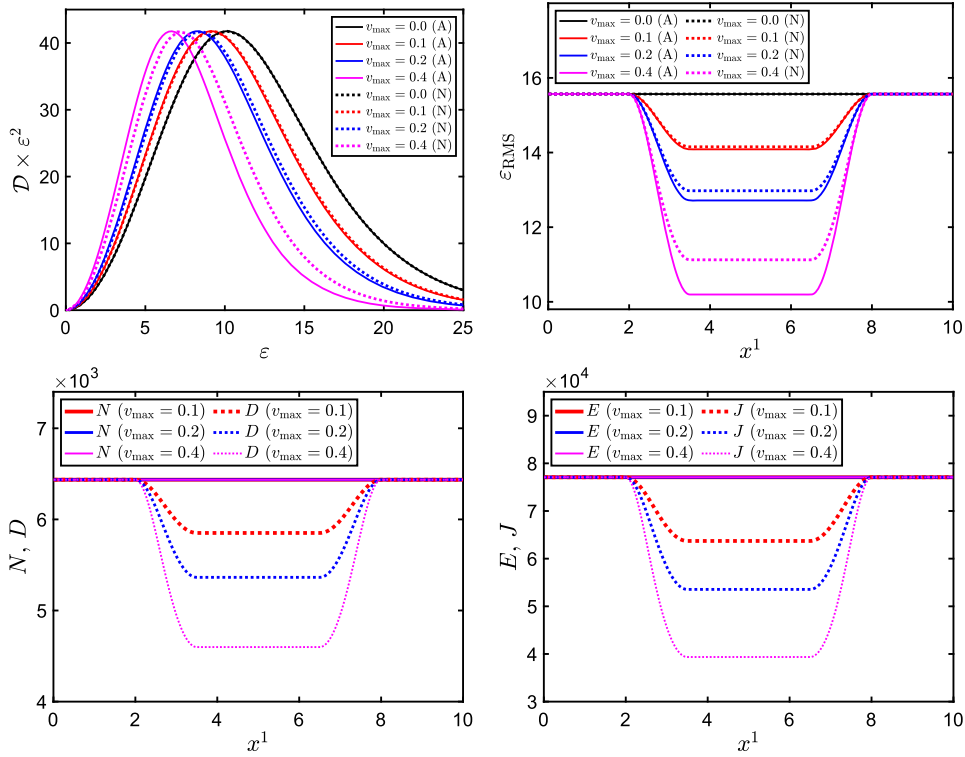 40
30
20
10
0
0 5 10 15 20 25
𝒟 × ε²
ε
v_max = 0.0 (A)
v_max = 0.1 (A)
v_max = 0.2 (A)
v_max = 0.4 (A)
v_max = 0.0 (N)
v_max = 0.1 (N)
v_max = 0.2 (N)
v_max = 0.4 (N)
16
14
12
10
0 2 4 6 8 10
ε_RMS
x¹
v_max = 0.0 (A) v_max = 0.0 (N)
v_max = 0.1 (A) v_max = 0.1 (N)
v_max = 0.2 (A) v_max = 0.2 (N)
v_max = 0.4 (A) v_max = 0.4 (N)
×10³
7
6
5
4
0 2 4 6 8 10
N, D
x¹
N (v_max = 0.1) D (v_max = 0.1)
N (v_max = 0.2) D (v_max = 0.2)
N (v_max = 0.4) D (v_max = 0.4)
×10⁴
9
8
7
6
5
4
3
0 2 4 6 8 10
E, J
x¹
E (v_max = 0.1) J (v_max = 0.1)
E (v_max = 0.2) J (v_max = 0.2)
E (v_max = 0.4) J (v_max = 0.4)